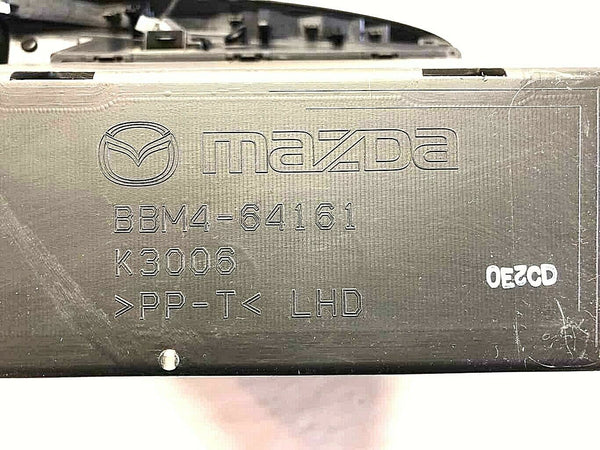 mazda
BBM4-64161
K3006
>PP-T< LHD
0E2CD